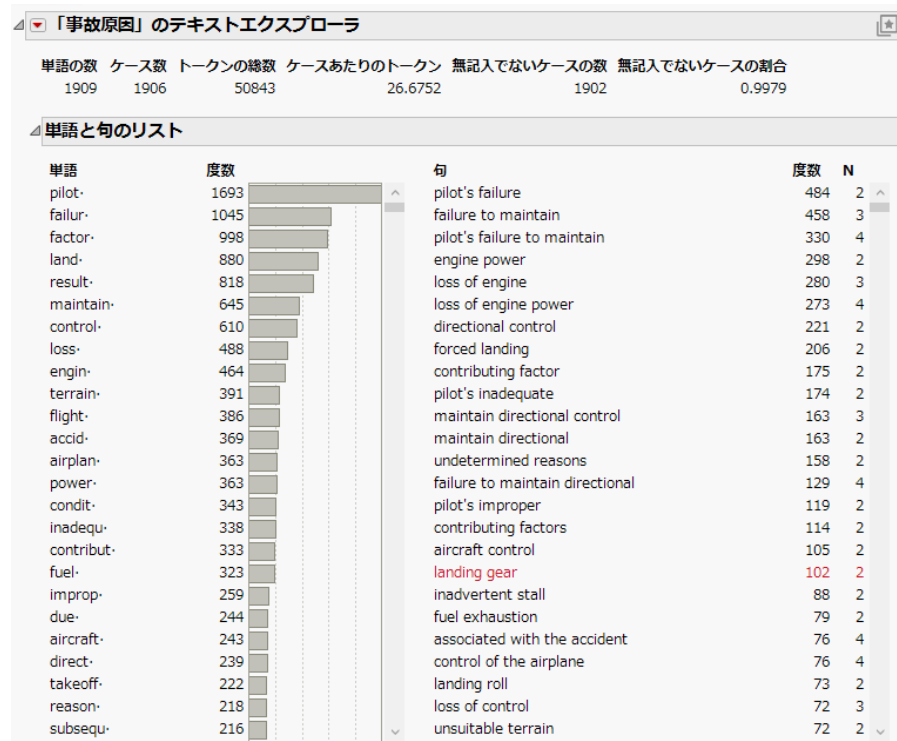 「事故原因」のテキストエクスプローラ
単語の数 ケース数 トークンの総数 ケースあたりのトークン 無記入でないケースの数 無記入でないケースの割合
1909 1906 50843 26.6752 1902 0.9979
単語と句のリスト
単語 度数 句 度数 N
pilot· 1693 pilot's failure 484 2
failur· 1045 failure to maintain 458 3
factor· 998 pilot's failure to maintain 330 4
land· 880 engine power 298 2
result· 818 loss of engine 280 3
maintain· 645 loss of engine power 273 4
control· 610 directional control 221 2
loss· 488 forced landing 206 2
engin· 464 contributing factor 175 2
terrain· 391 pilot's inadequate 174 2
flight· 386 maintain directional control 163 3
accid· 369 maintain directional 163 2
airplan· 363 undetermined reasons 158 2
power· 363 failure to maintain directional 129 4
condit· 343 pilot's improper 119 2
inadequ· 338 contributing factors 114 2
contribut· 333 aircraft control 105 2
fuel· 323 landing gear 102 2
improp· 259 inadvertent stall 88 2
due· 244 fuel exhaustion 79 2
aircraft· 243 associated with the accident 76 4
direct· 239 control of the airplane 76 4
takeoff· 222 landing roll 73 2
reason· 218 loss of control 72 3
subsequ· 216 unsuitable terrain 72 2